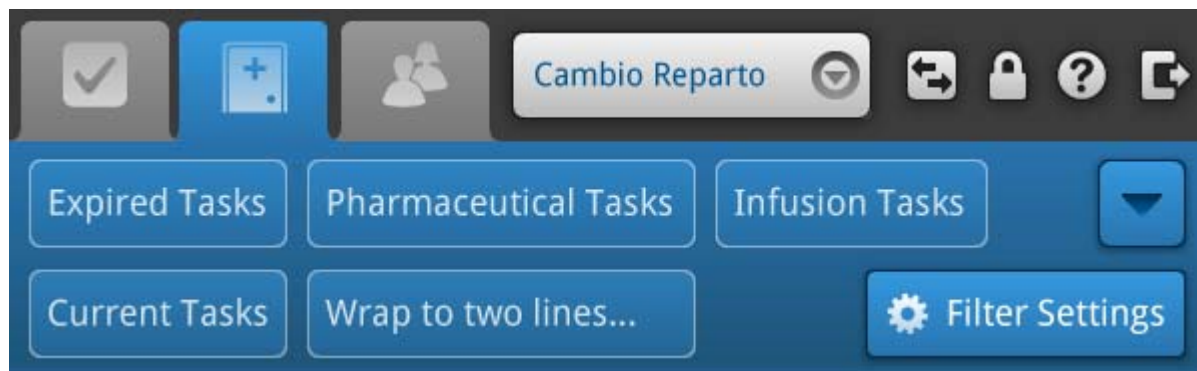 Cambio Reparto
Expired Tasks
Pharmaceutical Tasks
Infusion Tasks
Current Tasks
Wrap to two lines...
Filter Settings